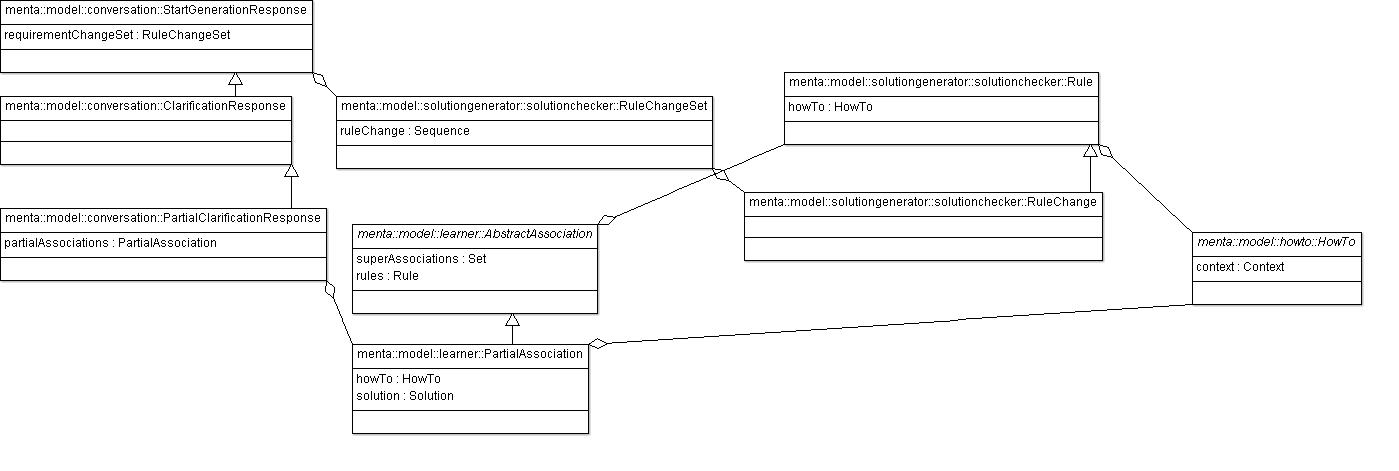 menta::model::conversation::StartGenerationResponse
requirementChangeSet : RuleChangeSet
menta::model::conversation::ClarificationResponse
menta::model::solutiongenerator::solutionchecker::RuleChangeSet
ruleChange : Sequence
menta::model::solutiongenerator::solutionchecker::Rule
howTo : HowTo
menta::model::conversation::PartialClarificationResponse
partialAssociations : PartialAssociation
menta::model::learner::AbstractAssociation
superAssociations : Set
rules : Rule
menta::model::solutiongenerator::solutionchecker::RuleChange
menta::model::howto::HowTo
context : Context
menta::model::learner::PartialAssociation
howTo : HowTo
solution : Solution